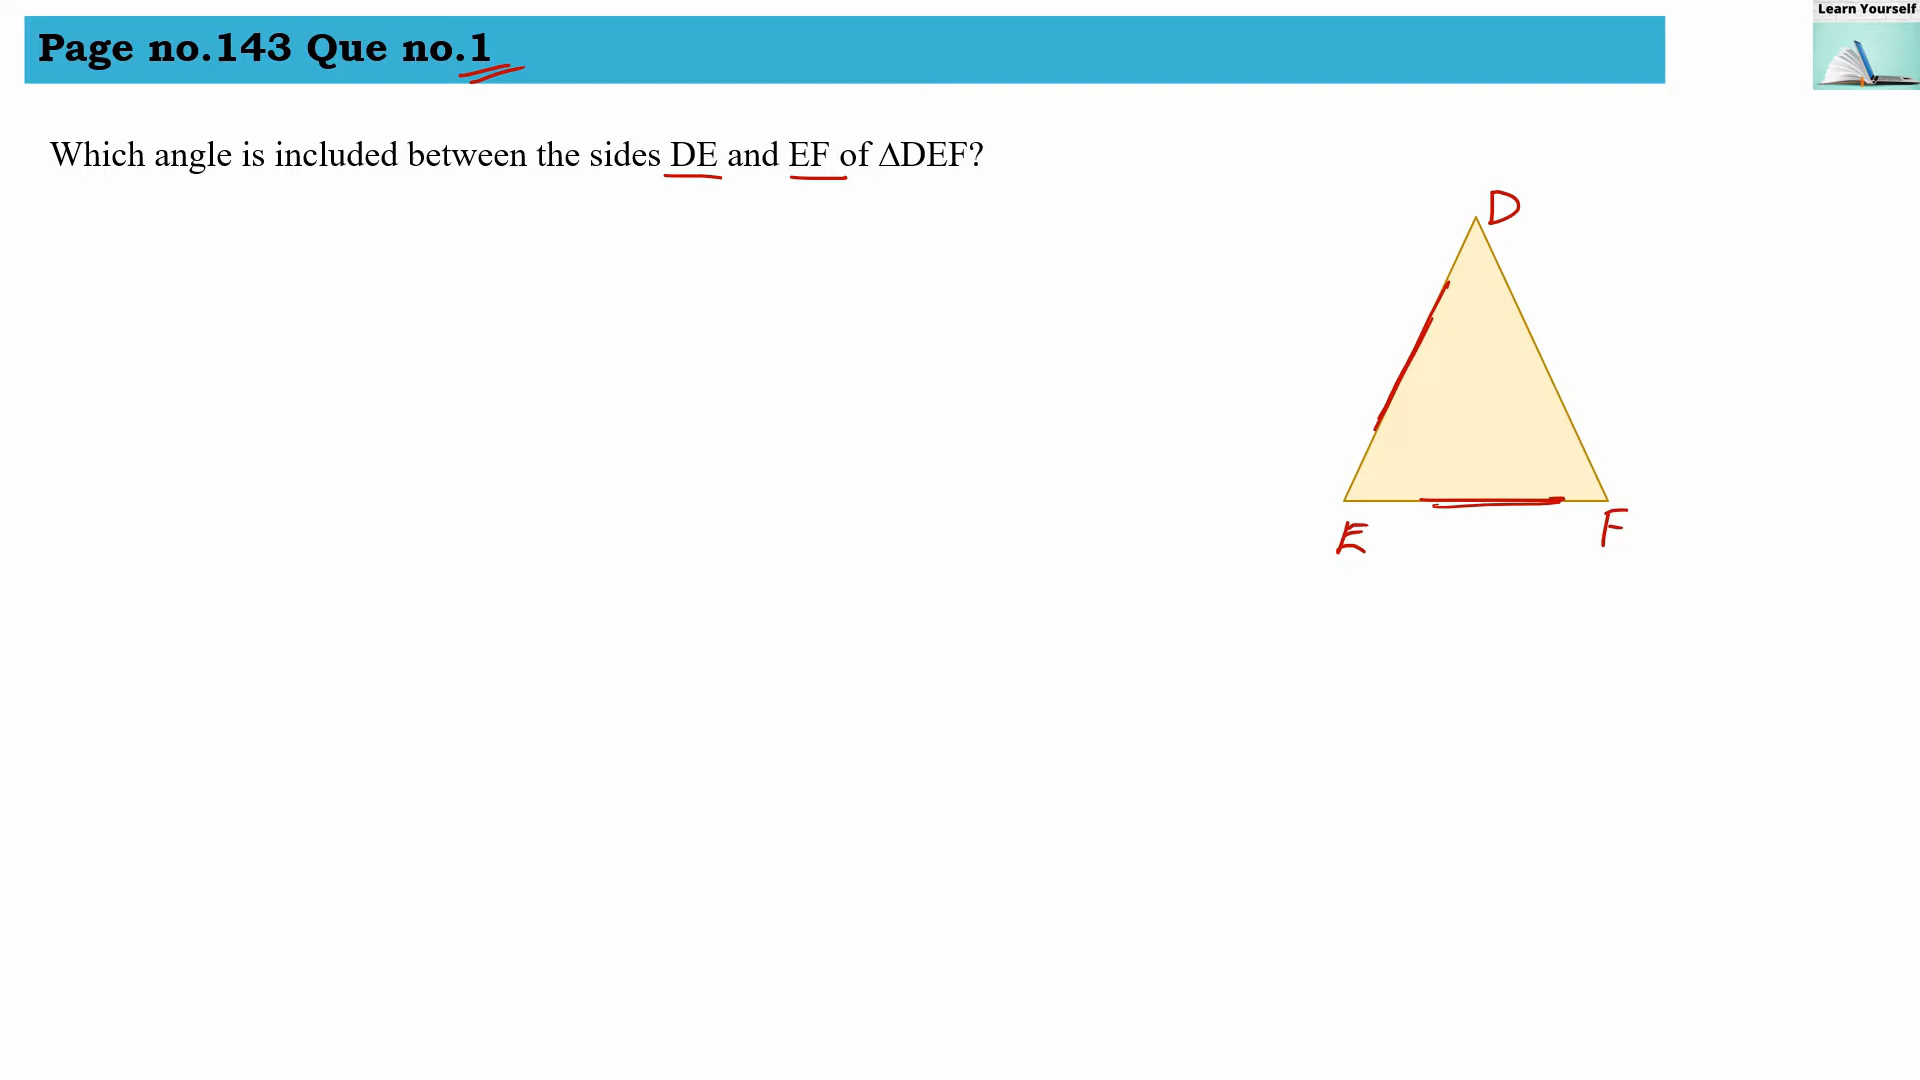 Learn Yourself
Page no.143 Que no.1
Which angle is included between the sides DE and EF of ΔDEF?
D
E
F